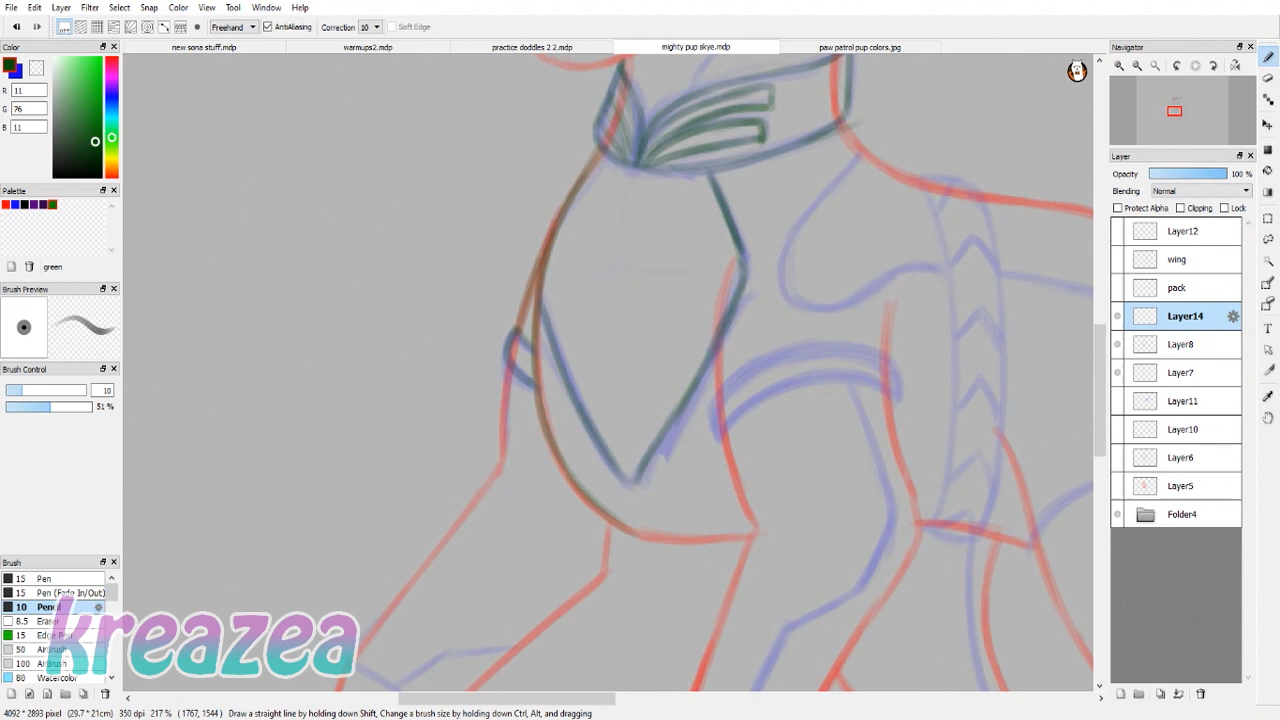 File Edit Layer Filter Select Snap Color View Tool Window Help
OFF Freehand AntiAliasing Correction 10 Soft Edge
Color new sona stuff.mdp warmups2.mdp practice doddles 2 2.mdp mighty pup skye.mdp paw patrol pup colors.jpg Navigator
R 11
G 76
B 11
Layer
Opacity 100 %
Blending Normal
Protect Alpha Clipping Lock
Palette
green
Brush Preview
Brush Control
10
51 %
Layer12
wing
pack
Layer14
Layer8
Layer7
Layer11
Layer10
Layer6
Layer5
Folder4
Brush
15 Pen
15 Pen (Fade In/Out)
10 Pencil
8.5 Eraser
15 Edge Pen
50 AirBrush
100 AirBrush
80 Watercolor
kreazea
4092 * 2893 pixel (29.7 * 21cm) 350 dpi 217 % ( 1767, 1544 ) Draw a straight line by holding down Shift, Change a brush size by holding down Ctrl, Alt, and dragging